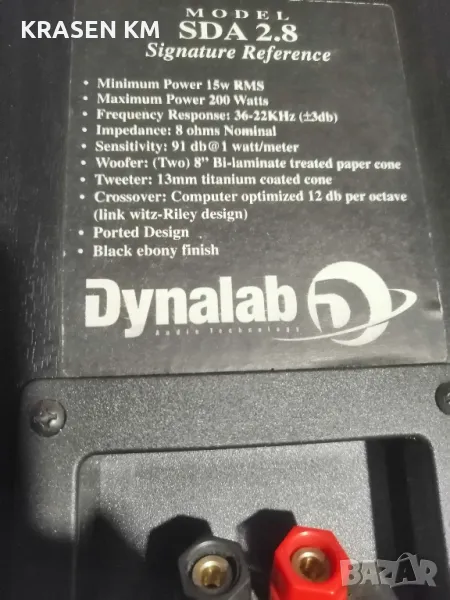 KRASEN KM
MODEL
SDA 2.8
Signature Reference
• Minimum Power 15w RMS
• Maximum Power 200 Watts
• Frequency Response: 36-22KHz (±3db)
• Impedance: 8 ohms Nominal
• Sensitivity: 91 db@1 watt/meter
• Woofer: (Two) 8" Bi-laminate treated paper cone
• Tweeter: 13mm titanium coated cone
• Crossover: Computer optimized 12 db per octave
(link witz-Riley design)
• Ported Design
• Black ebony finish
Dynalab
Audio Technology
BAZAR